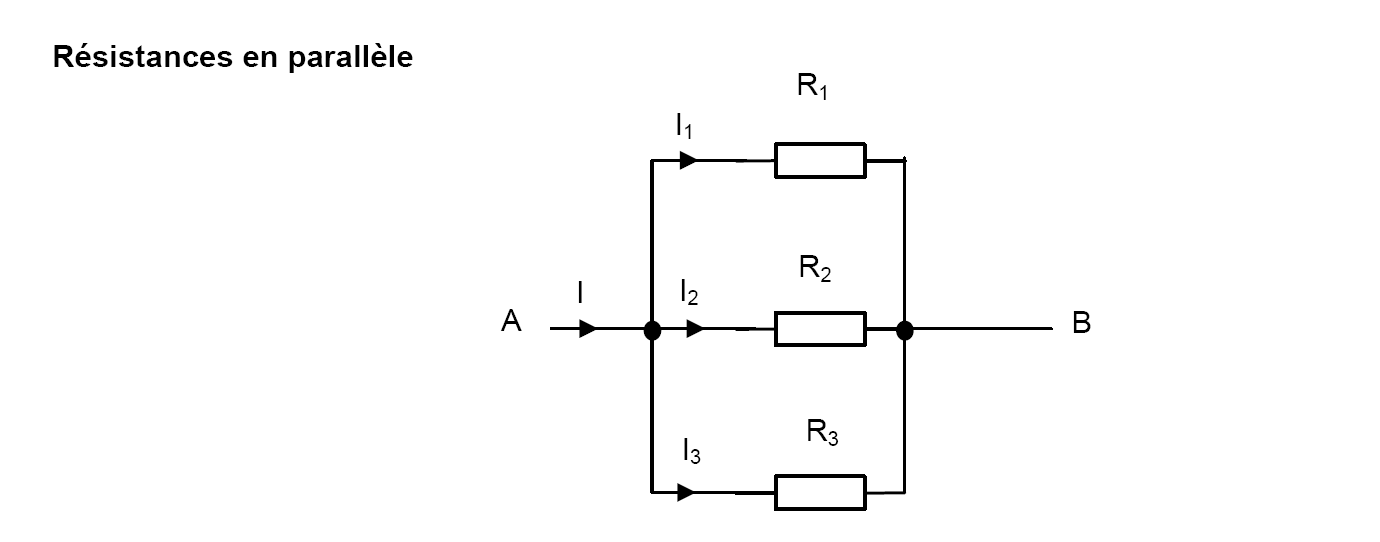 Résistances en parallèle
R₁
I₁
R₂
I
I₂
A
B
R₃
I₃